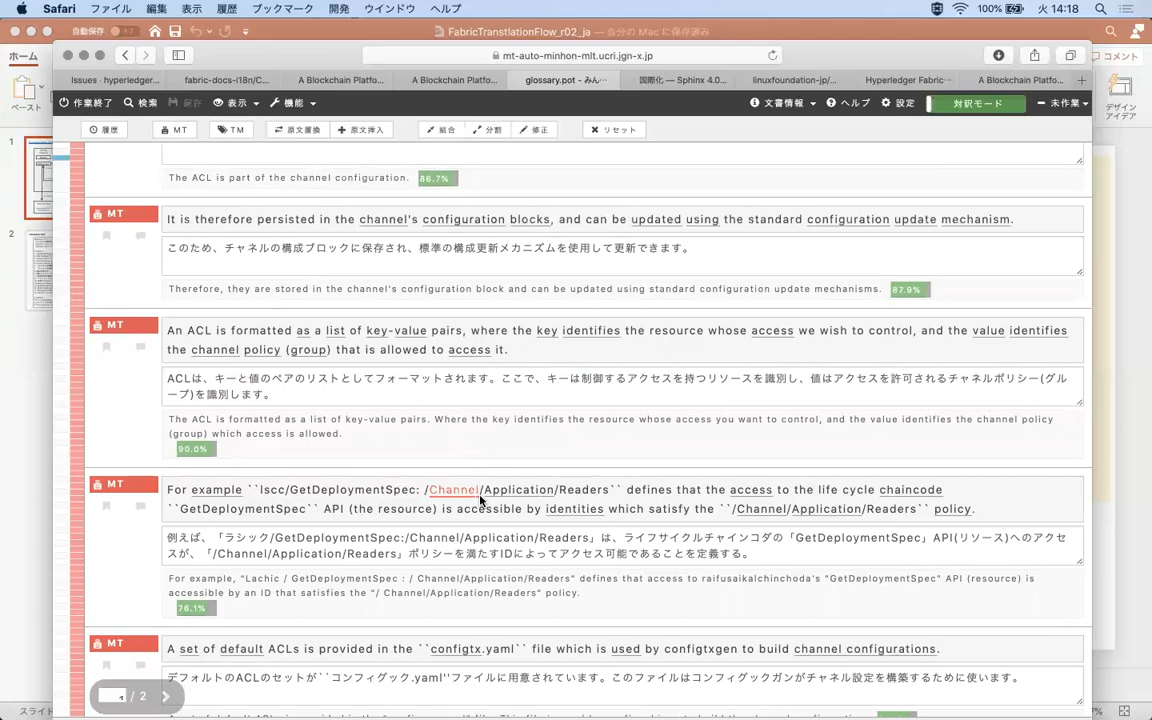 Safari ファイル 編集 表示 履歴 ブックマーク 開発 ウインドウ ヘルプ 100% 火 14:18
自動保存 FabricTranstlationFlow_r02_ja — 自分の Mac に保存済み
ホーム mt-auto-minhon-mlt.ucri.jgn-x.jp コメント
Issues · hyperledger... fabric-docs-i18n/C... A Blockchain Platfo... A Blockchain Platfo... glossary.pot - みん... 国際化 — Sphinx 4.0... linuxfoundation-jp/... Hyperledger Fabric... A Blockchain Platfo...
作業終了 検索 保存 表示 機能 文書情報 ヘルプ 設定 対訳モード 未作業
ペースト
デザイン
アイデア
履歴 MT TM 原文置換 原文挿入 結合 分割 修正 リセット
1
2
スライド
The ACL is part of the channel configuration. 86.7%
MT
It is therefore persisted in the channel's configuration blocks, and can be updated using the standard configuration update mechanism.
このため、チャネルの構成ブロックに保存され、標準の構成更新メカニズムを使用して更新できます。
Therefore, they are stored in the channel's configuration block and can be updated using standard configuration update mechanisms. 87.9%
MT
An ACL is formatted as a list of key-value pairs, where the key identifies the resource whose access we wish to control, and the value identifies
the channel policy (group) that is allowed to access it.
ACLは、キーと値のペアのリストとしてフォーマットされます。ここで、キーは制御するアクセスを持つリソースを識別し、値はアクセスを許可されるチャネルポリシー(グル
ープ)を識別します。
The ACL is formatted as a list of key-value pairs. Where the key identifies the resource whose access you want to control, and the value identifies the channel policy
(group) which access is allowed.
90.0%
MT
For example ``lscc/GetDeploymentSpec: /Channel/Application/Readers`` defines that the access to the life cycle chaincode
``GetDeploymentSpec`` API (the resource) is accessible by identities which satisfy the ``/Channel/Application/Readers`` policy.
例えば、「ラシック/GetDeploymentSpec:/Channel/Application/Readers」は、ライフサイクルチャインコダの「GetDeploymentSpec」API(リソース)へのアクセ
スが、「/Channel/Application/Readers」ポリシーを満たすIDによってアクセス可能であることを定義する。
For example, "Lachic / GetDeploymentSpec : / Channel/Application/Readers" defines that access to raifusaikalchinchoda's "GetDeploymentSpec" API (resource) is
accessible by an ID that satisfies the "/ Channel/Application/Readers" policy.
76.1%
MT
A set of default ACLs is provided in the ``configtx.yaml`` file which is used by configtxgen to build channel configurations.
デフォルトのACLのセットが``コンフィグック.yaml''ファイルに用意されています。このファイルはコンフィグックガンがチャネル設定を構築するために使います。
/ 2